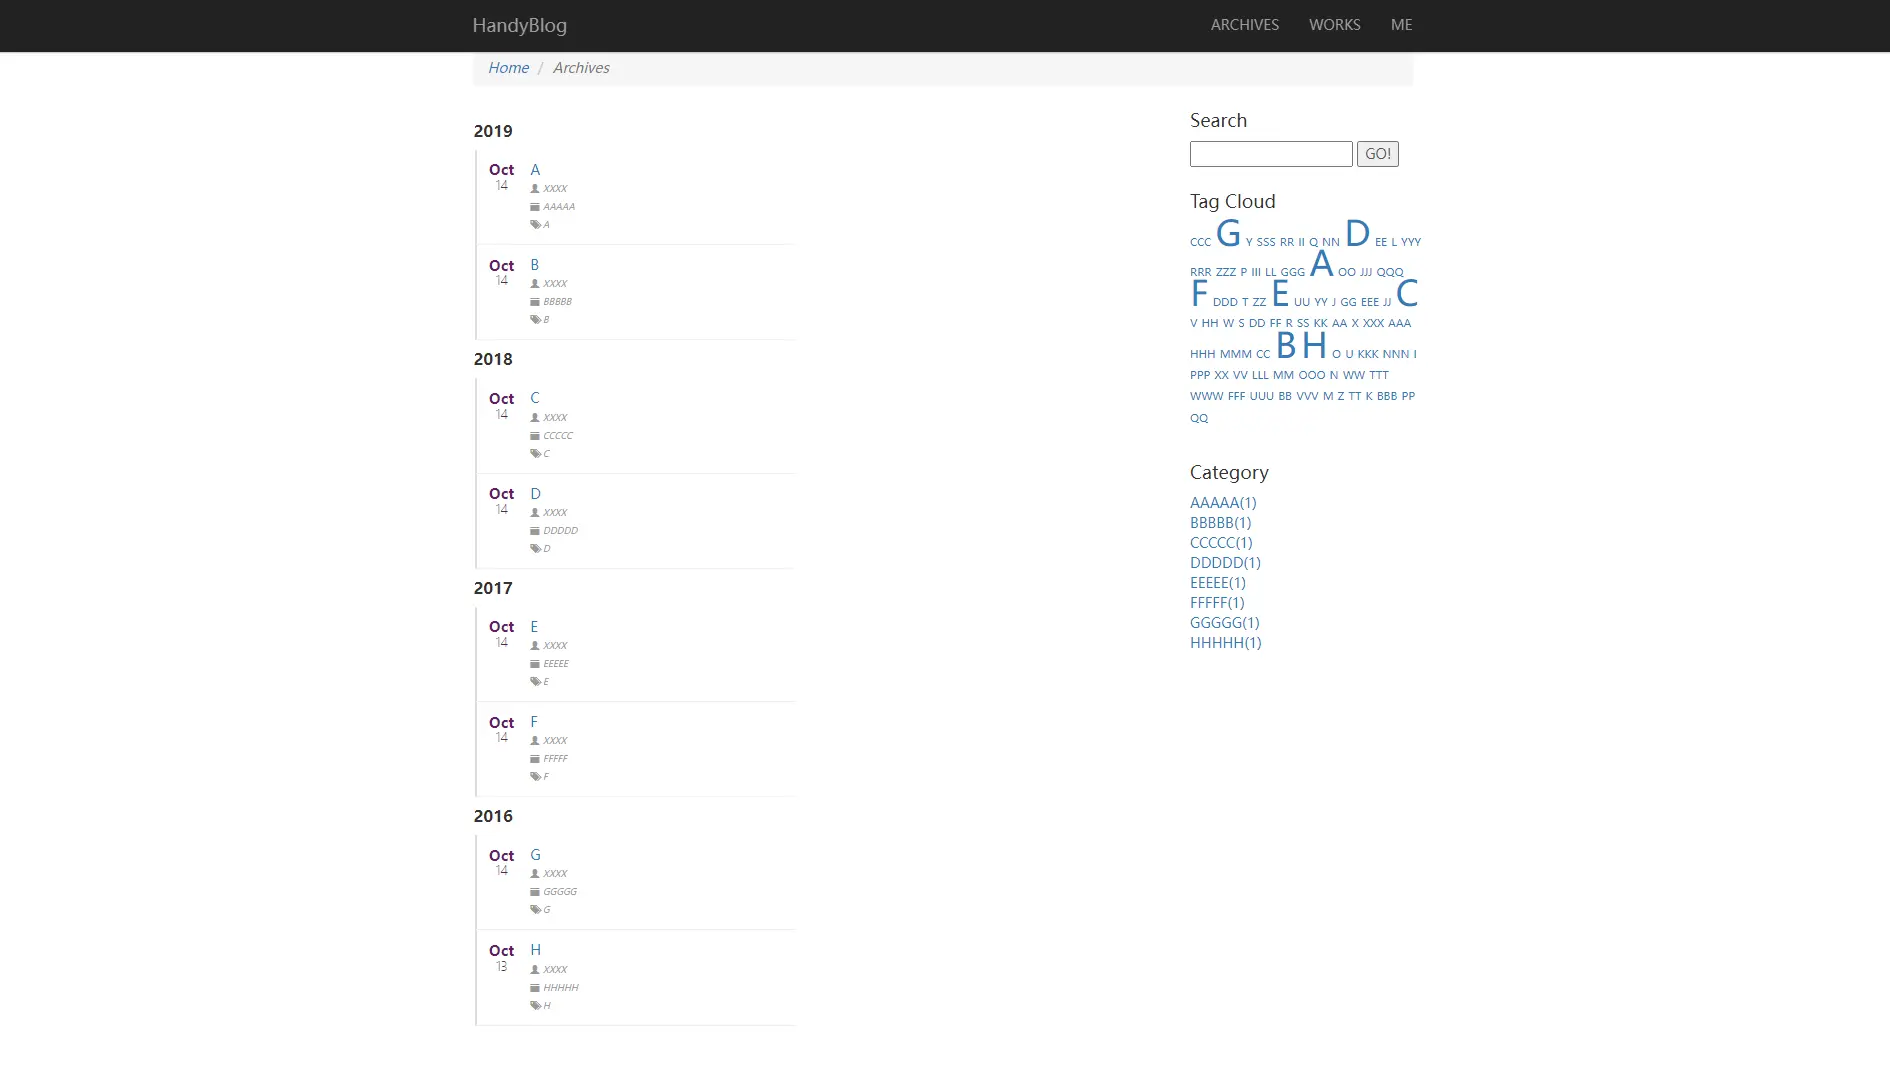 HandyBlog ARCHIVES WORKS ME
Home / Archives
2019
Oct A
14
XXXX
AAAAA
A
Oct B
14
XXXX
BBBBB
B
2018
Oct C
14
XXXX
CCCCC
C
Oct D
14
XXXX
DDDDD
D
2017
Oct E
14
XXXX
EEEEE
E
Oct F
14
XXXX
FFFFF
F
2016
Oct G
14
XXXX
GGGGG
G
Oct H
13
XXXX
HHHHH
H
Search
GO!
Tag Cloud
CCC G Y SSS RR II Q NN D EE L YYY
RRR ZZZ P III LL GGG A OO JJJ QQQ
F DDD T ZZ E UU YY J GG EEE JJ C
V HH W S DD FF R SS KK AA X XXX AAA
HHH MMM CC B H O U KKK NNN I
PPP XX VV LLL MM OOO N WW TTT
WWW FFF UUU BB VVV M Z TT K BBB PP
QQ
Category
AAAAA(1)
BBBBB(1)
CCCCC(1)
DDDDD(1)
EEEEE(1)
FFFFF(1)
GGGGG(1)
HHHHH(1)